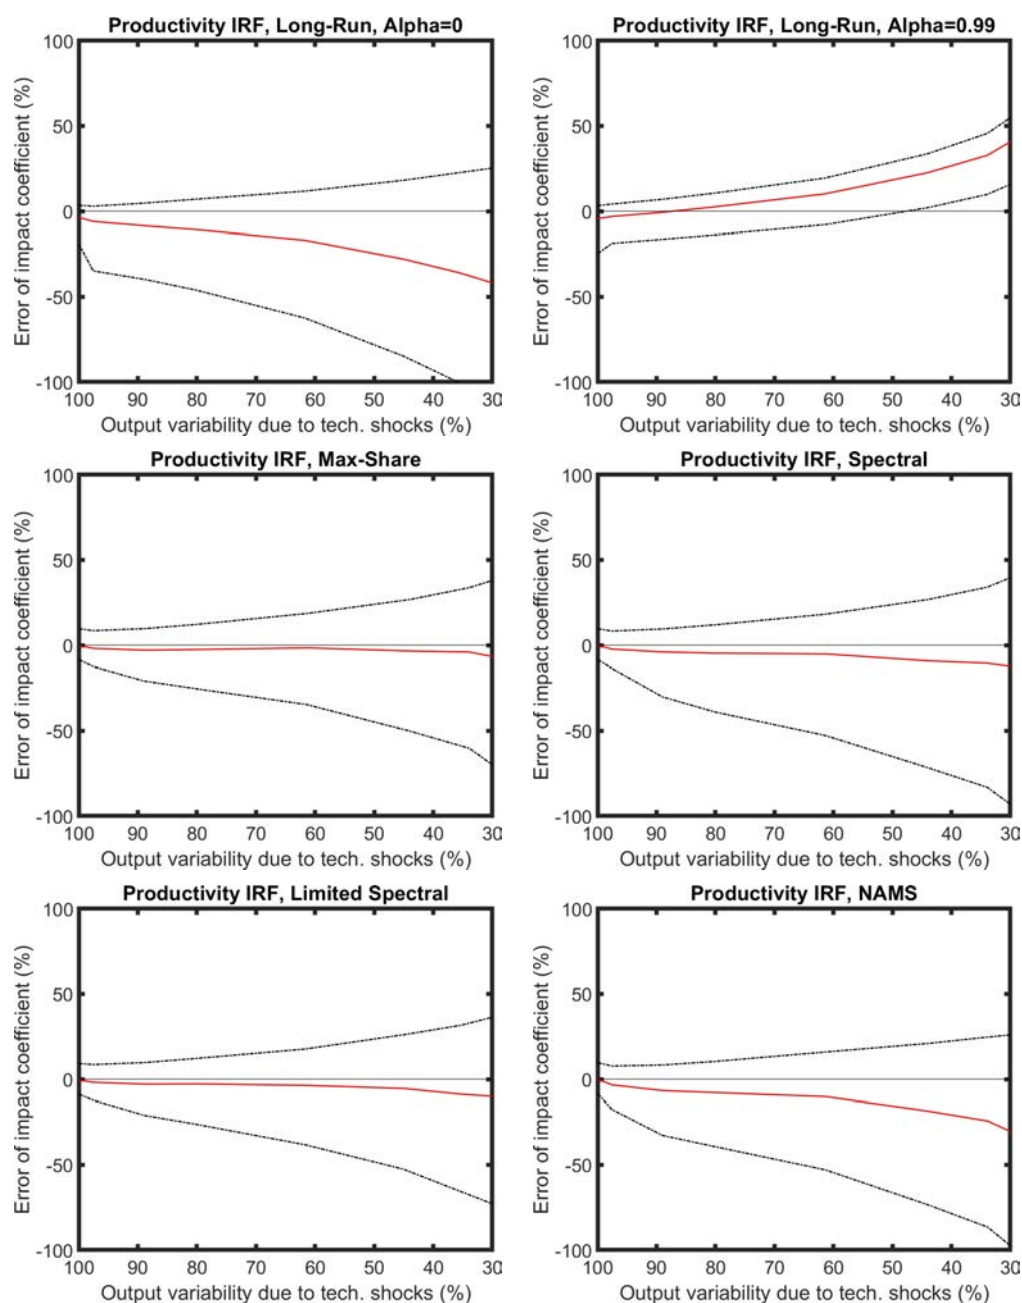 Productivity IRF, Long-Run, Alpha=0
Error of impact coefficient (%)
100
50
0
-50
-100
100 90 80 70 60 50 40 30
Output variability due to tech. shocks (%)
Productivity IRF, Long-Run, Alpha=0.99
Error of impact coefficient (%)
100
50
0
-50
-100
100 90 80 70 60 50 40 30
Output variability due to tech. shocks (%)
Productivity IRF, Max-Share
Error of impact coefficient (%)
100
50
0
-50
-100
100 90 80 70 60 50 40 30
Output variability due to tech. shocks (%)
Productivity IRF, Spectral
Error of impact coefficient (%)
100
50
0
-50
-100
100 90 80 70 60 50 40 30
Output variability due to tech. shocks (%)
Productivity IRF, Limited Spectral
Error of impact coefficient (%)
100
50
0
-50
-100
100 90 80 70 60 50 40 30
Output variability due to tech. shocks (%)
Productivity IRF, NAMS
Error of impact coefficient (%)
100
50
0
-50
-100
100 90 80 70 60 50 40 30
Output variability due to tech. shocks (%)